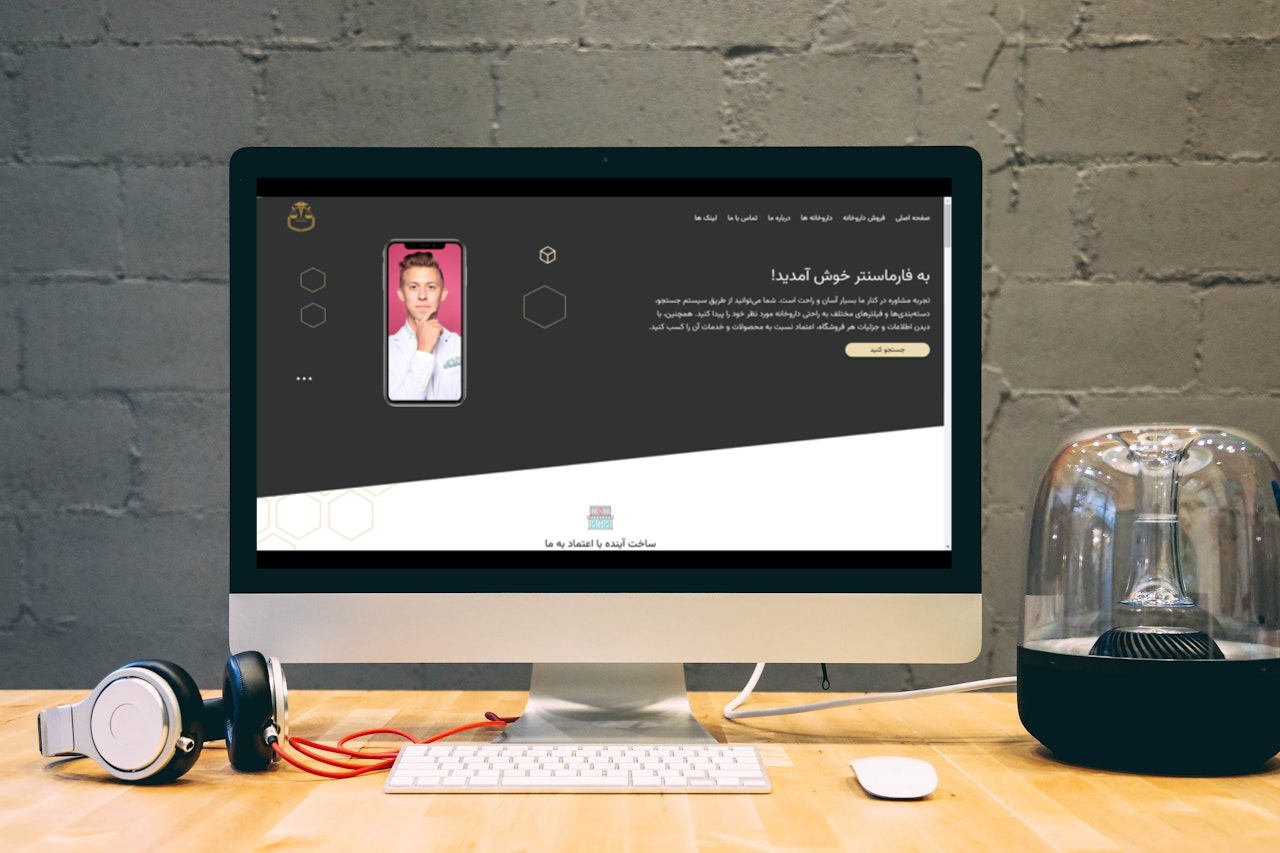 صفحه اصلی فروش داروخانه داروخانه ها درباره ما تماس با ما لینک ها
به فارماسنتر خوش آمدید!
تجربه مشاوره در کنار ما بسیار آسان و راحت است. شما می‌توانید از طریق سیستم جستجو،
دسته‌بندی‌ها و فیلترهای مختلف به راحتی داروخانه مورد نظر خود را پیدا کنید. همچنین، با
دیدن اطلاعات و جزئیات هر فروشگاه، اعتماد نسبت به محصولات و خدمات آن را کسب کنید.
جستجو کنید
ساخت آینده با اعتماد به ما